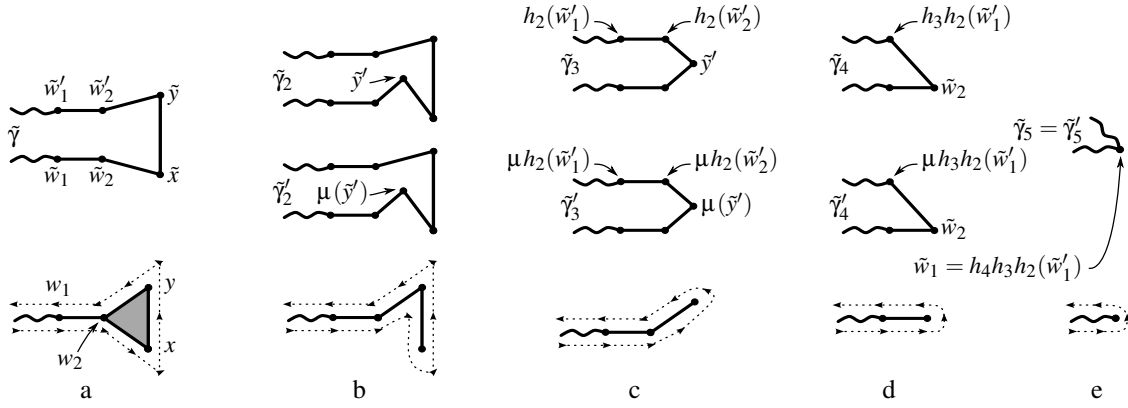 h₂(w̃′₁) h₂(w̃′₂) h₃h₂(w̃′₁)
w̃′₁ w̃′₂ ỹ γ̃₂ ỹ′ γ̃₃ ỹ′ γ̃₄ w̃₂
γ̃ γ̃₅ = γ̃′₅
w̃₁ w̃₂ x̃ μh₂(w̃′₁) μh₂(w̃′₂) μh₃h₂(w̃′₁)
γ̃′₂ μ(ỹ′) γ̃′₃ μ(ỹ′) γ̃′₄ w̃₂
w̃₁ = h₄h₃h₂(w̃′₁)
w₁ y
w₂ x
a b c d e